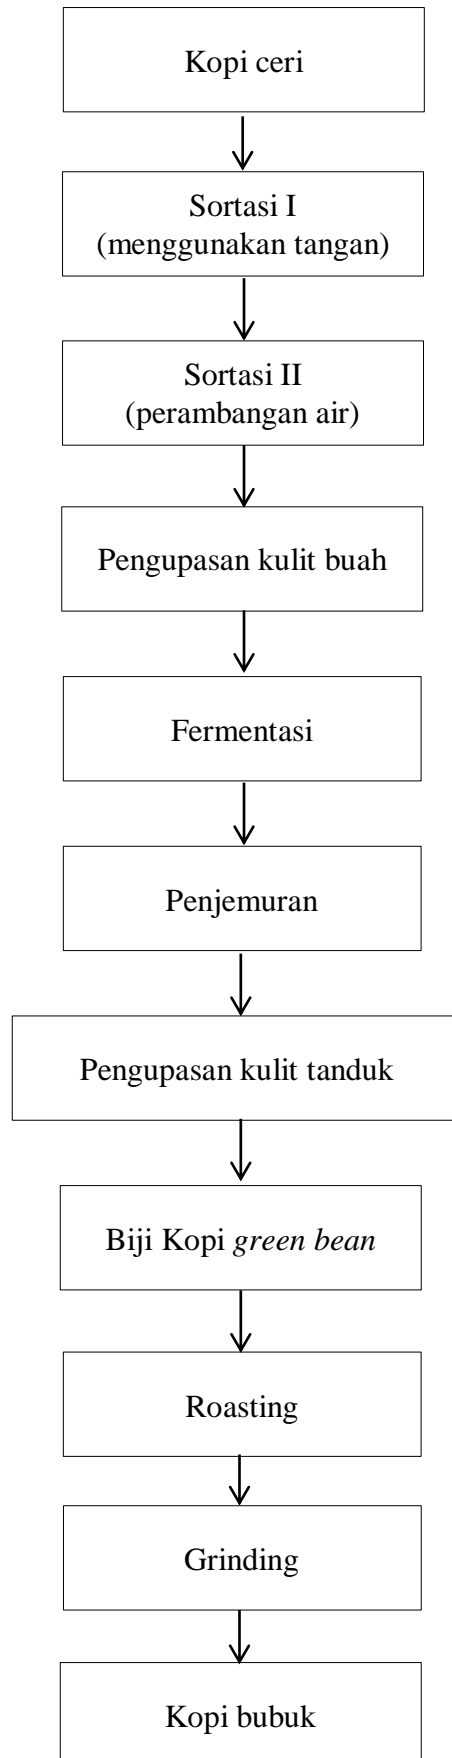 Kopi ceri
Sortasi I
(menggunakan tangan)
Sortasi II
(perambangan air)
Pengupasan kulit buah
Fermentasi
Penjemuran
Pengupasan kulit tanduk
Biji Kopi green bean
Roasting
Grinding
Kopi bubuk